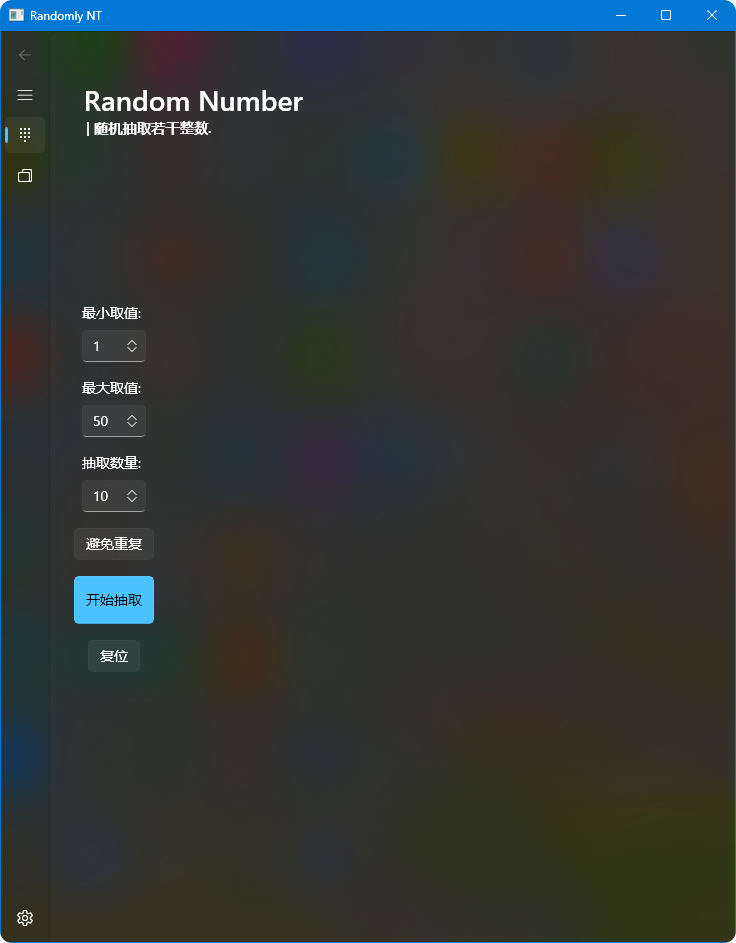 Randomly NT
Random Number
| 随机抽取若干整数.
最小取值:
1
最大取值:
50
抽取数量:
10
避免重复
开始抽取
复位